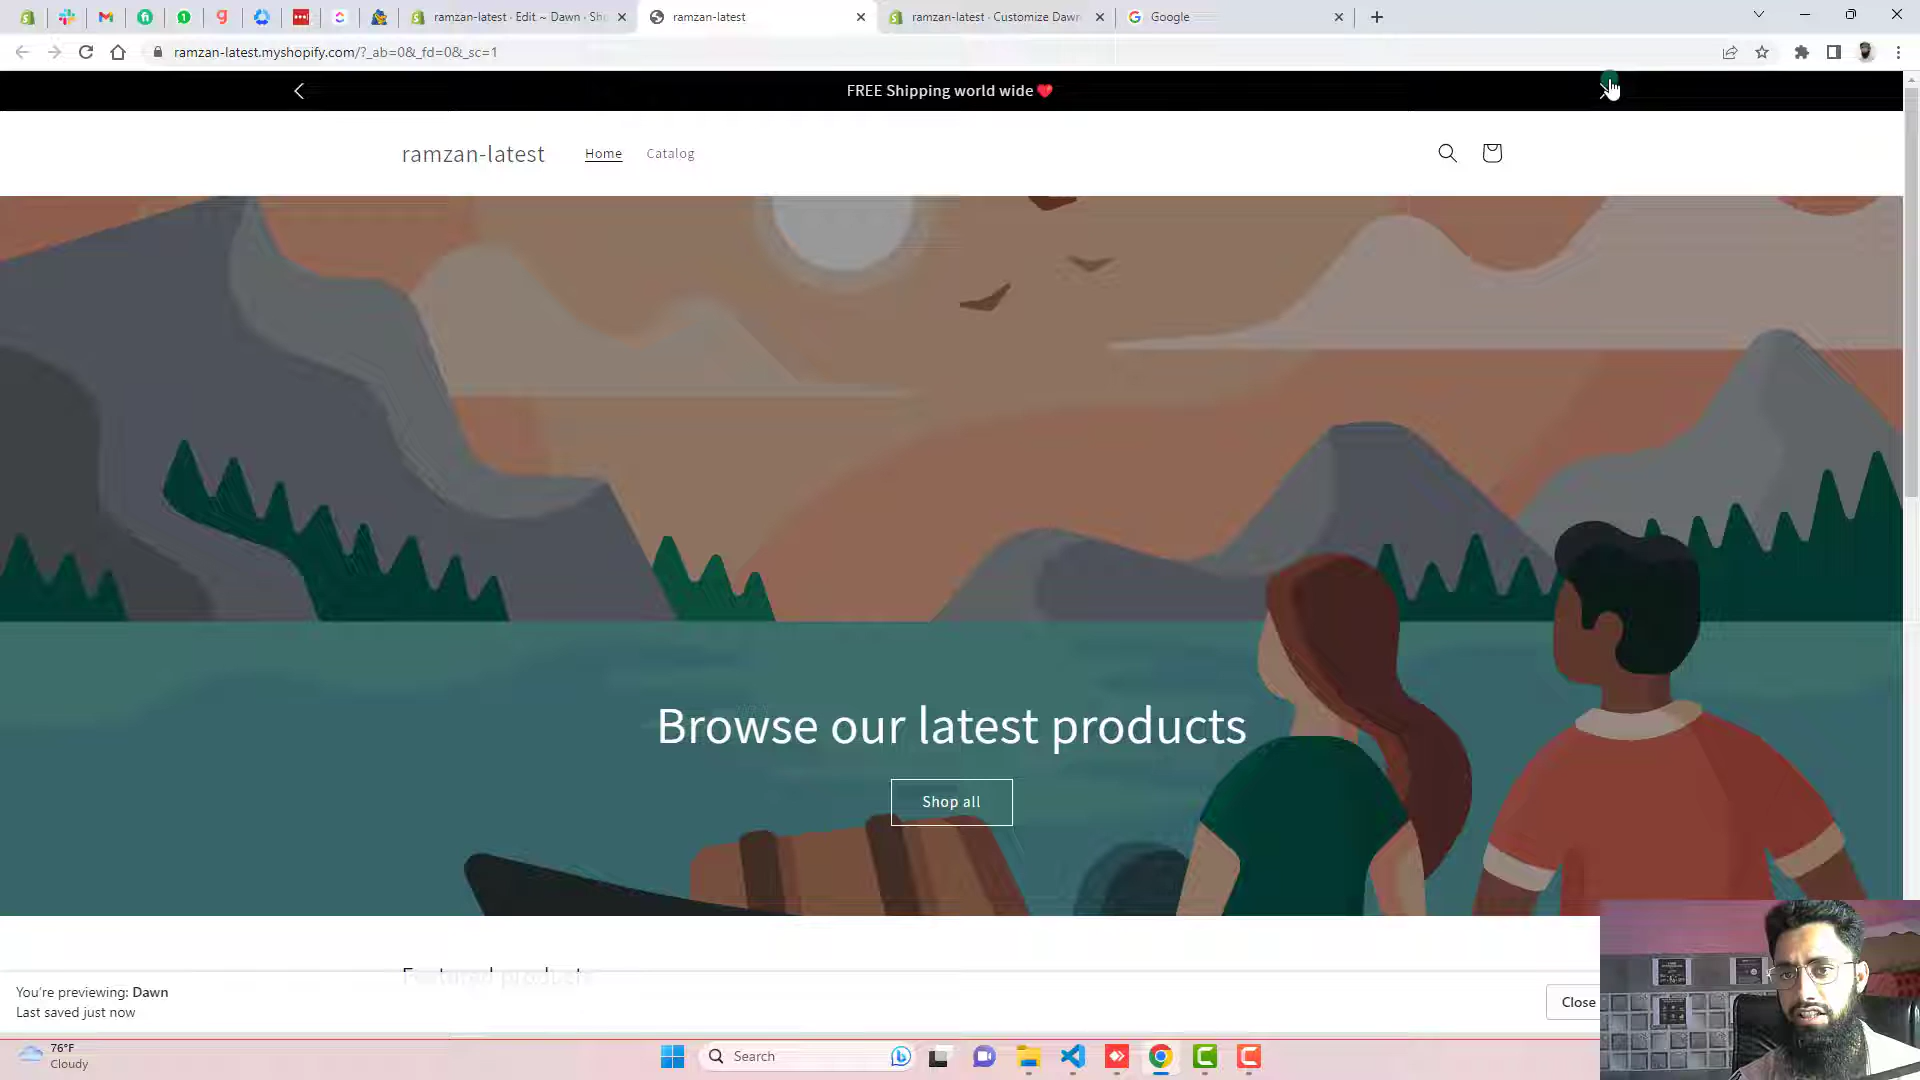 ramzan-latest · Edit ~ Dawn · Sh
ramzan-latest
ramzan-latest · Customize Dawn
Google
ramzan-latest.myshopify.com/?_ab=0&_fd=0&_sc=1
FREE Shipping world wide❤️
ramzan-latest
Home
Catalog
Browse our latest products
Shop all
Featured products
You're previewing: Dawn
Last saved just now
Close
76°F
Cloudy
Search